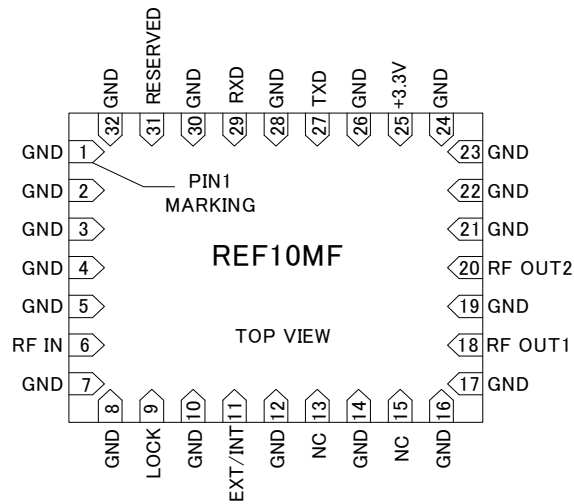 GND
RESERVED
GND
RXD
GND
TXD
GND
+3.3V
GND
32
31
30
29
28
27
26
25
24
GND 1
GND 2
GND 3
GND 4
GND 5
RF IN 6
GND 7
PIN1
MARKING
REF10MF
TOP VIEW
23 GND
22 GND
21 GND
20 RF OUT2
19 GND
18 RF OUT1
17 GND
8
9
10
11
12
13
14
15
16
GND
LOCK
GND
EXT/INT
GND
NC
GND
NC
GND